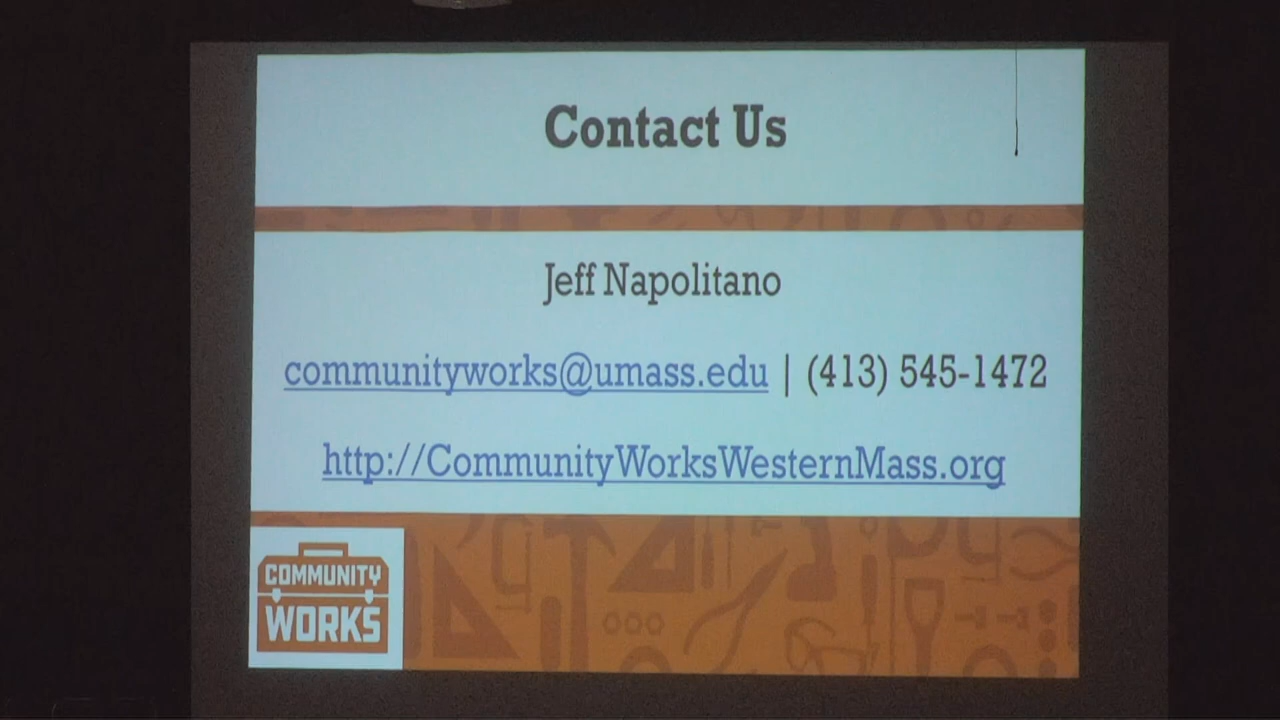 Contact Us
Jeff Napolitano
communityworks@umass.edu | (413) 545-1472
http://CommunityWorksWesternMass.org
COMMUNITY
WORKS